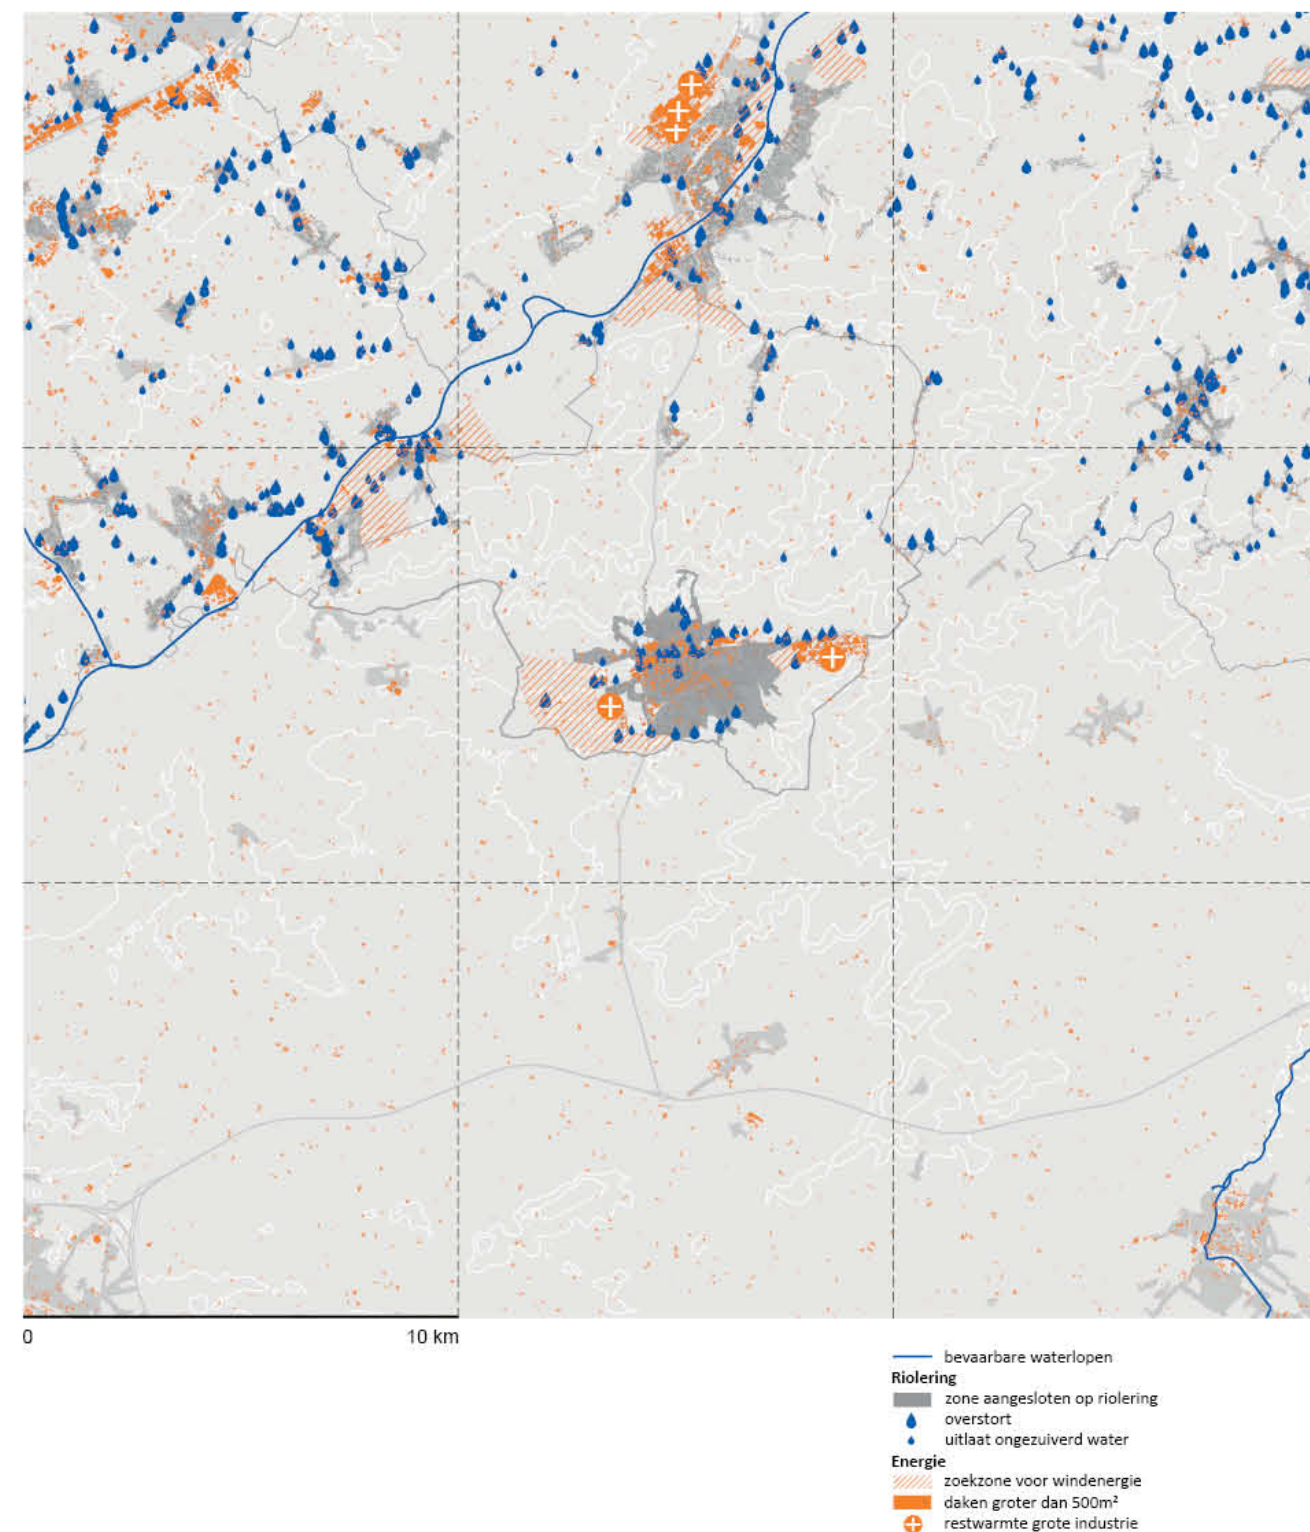 0 10 km
bevaarbare waterlopen
Riolering
zone aangesloten op riolering
overstort
uitlaat ongezuiverd water
Energie
zoekzone voor windenergie
daken groter dan 500m²
restwarmte grote industrie